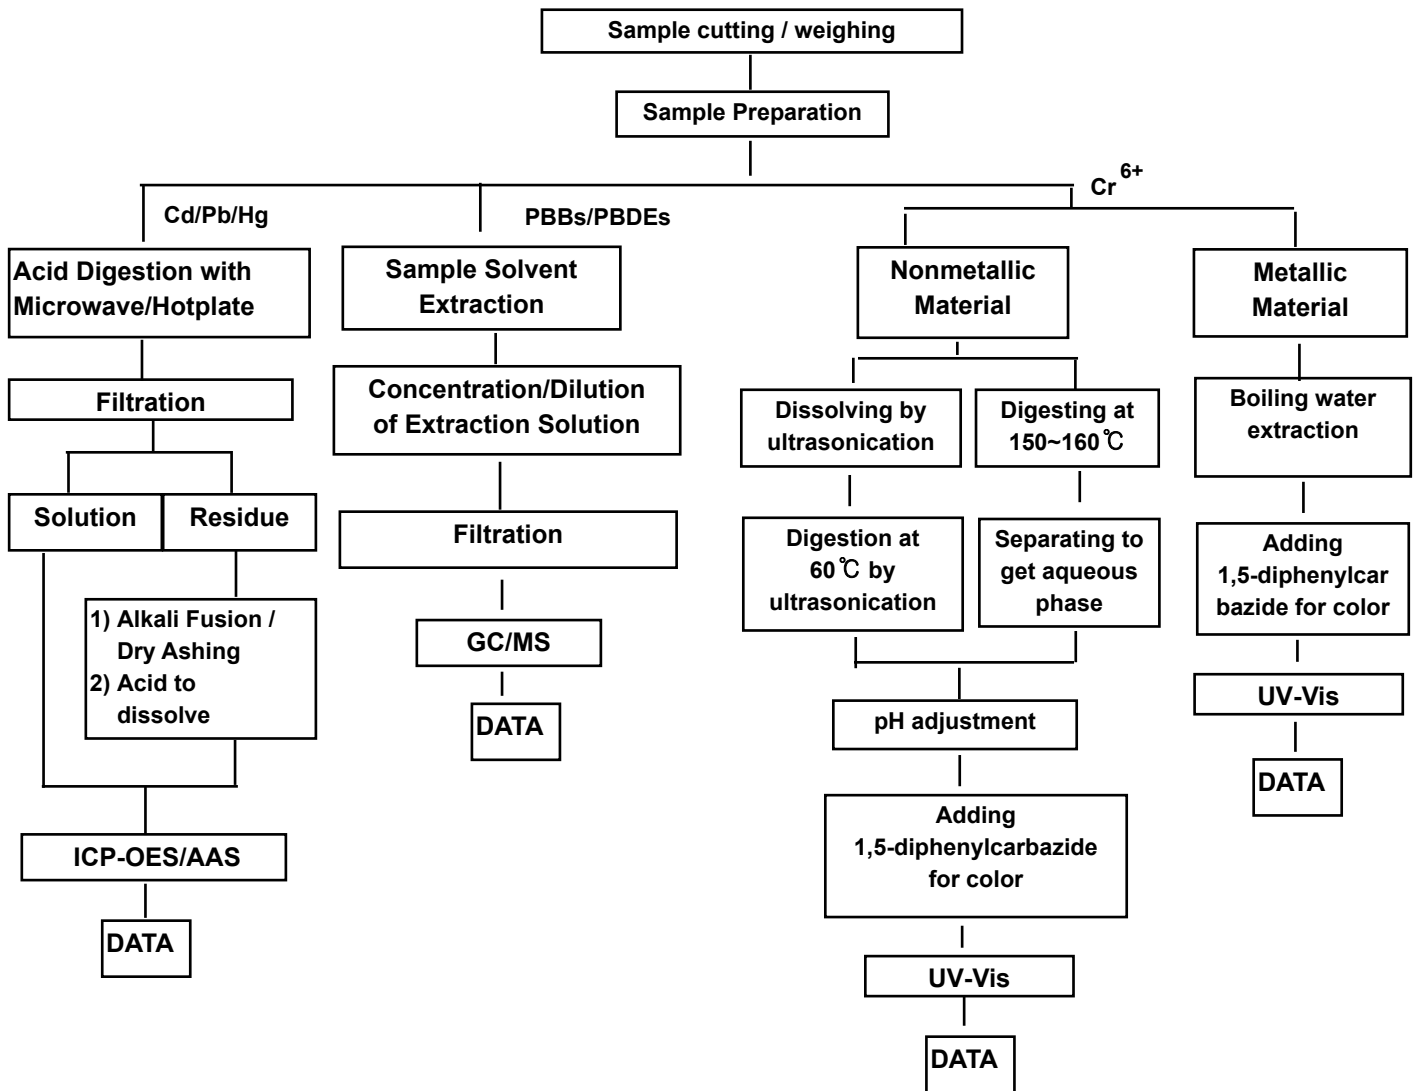 Sample cutting / weighing
Sample Preparation
Cd/Pb/Hg
PBBs/PBDEs
Cr 6+
Acid Digestion with
Microwave/Hotplate
Filtration
Solution
Residue
1) Alkali Fusion /
Dry Ashing
2) Acid to
dissolve
ICP-OES/AAS
DATA
Sample Solvent
Extraction
Concentration/Dilution
of Extraction Solution
Filtration
GC/MS
DATA
Nonmetallic
Material
Dissolving by
ultrasonication
Digestion at
60℃ by
ultrasonication
Digesting at
150~160℃
Separating to
get aqueous
phase
pH adjustment
Adding
1,5-diphenylcarbazide
for color
UV-Vis
DATA
Metallic
Material
Boiling water
extraction
Adding
1,5-diphenylcar
bazide for color
UV-Vis
DATA